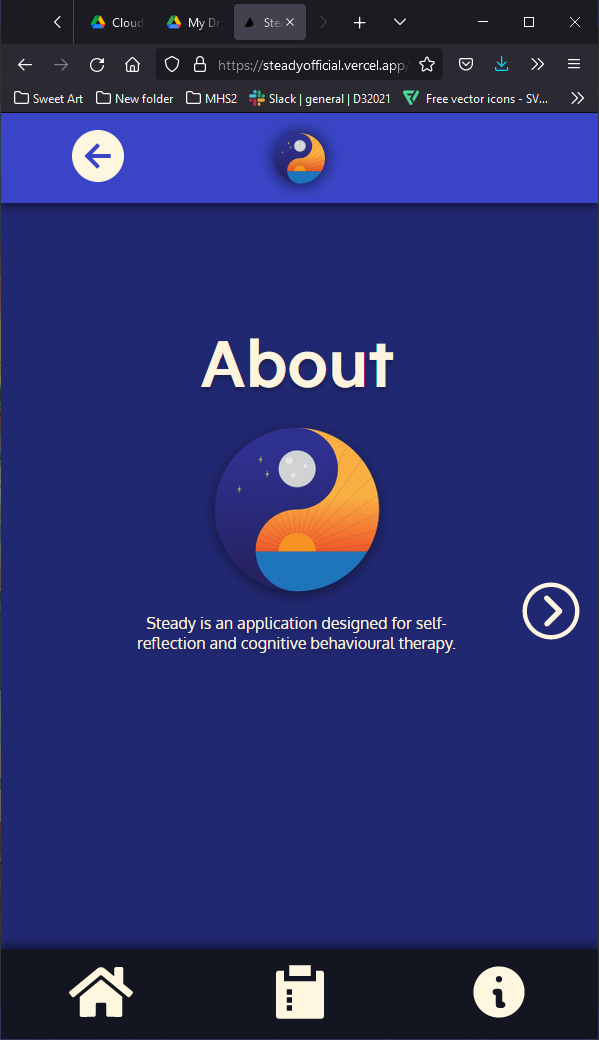 Cloud
My Dr
Stea
https://steadyofficial.vercel.app/
Sweet Art
New folder
MHS2
Slack | general | D32021
Free vector icons - SV...
About
Steady is an application designed for self-
reflection and cognitive behavioural therapy.